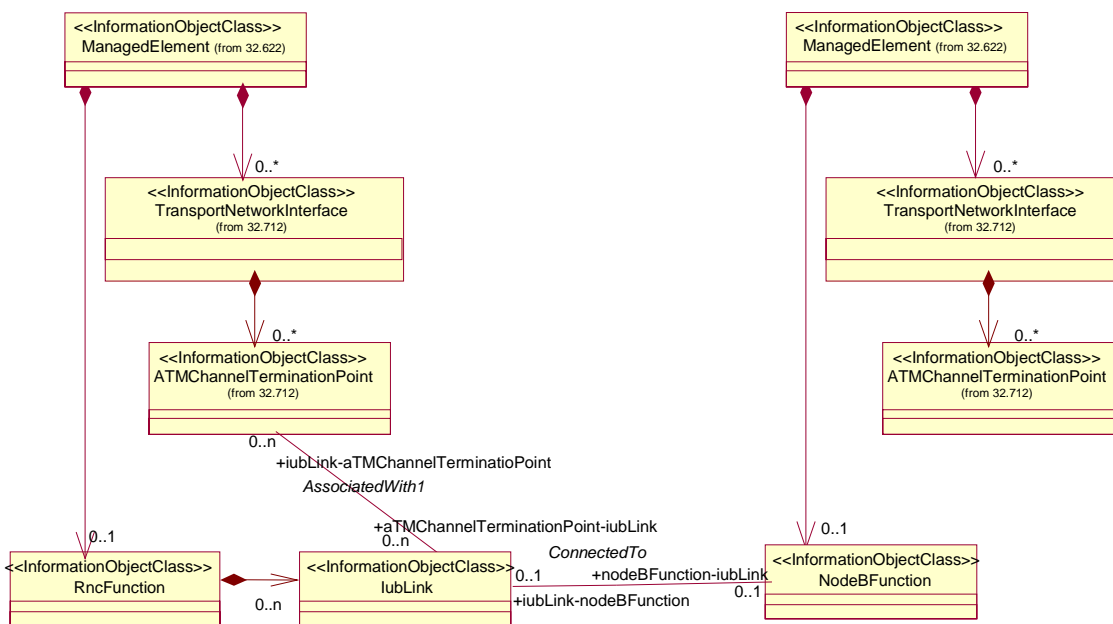 <<InformationObjectClass>>
ManagedElement (from 32.622)
<<InformationObjectClass>>
ManagedElement (from 32.622)
0..*
0..*
<<InformationObjectClass>>
TransportNetworkInterface
(from 32.712)
<<InformationObjectClass>>
TransportNetworkInterface
(from 32.712)
0..*
0..*
<<InformationObjectClass>>
ATMChannelTerminationPoint
(from 32.712)
<<InformationObjectClass>>
ATMChannelTerminationPoint
(from 32.712)
0..n
+iubLink-aTMChannelTerminatioPoint
AssociatedWith1
+aTMChannelTerminationPoint-iubLink
0..n
0..1
0..1
ConnectedTo
<<InformationObjectClass>>
RncFunction
0..n
<<InformationObjectClass>>
IubLink
0..1
+nodeBFunction-iubLink
+iubLink-nodeBFunction
0..1
<<InformationObjectClass>>
NodeBFunction